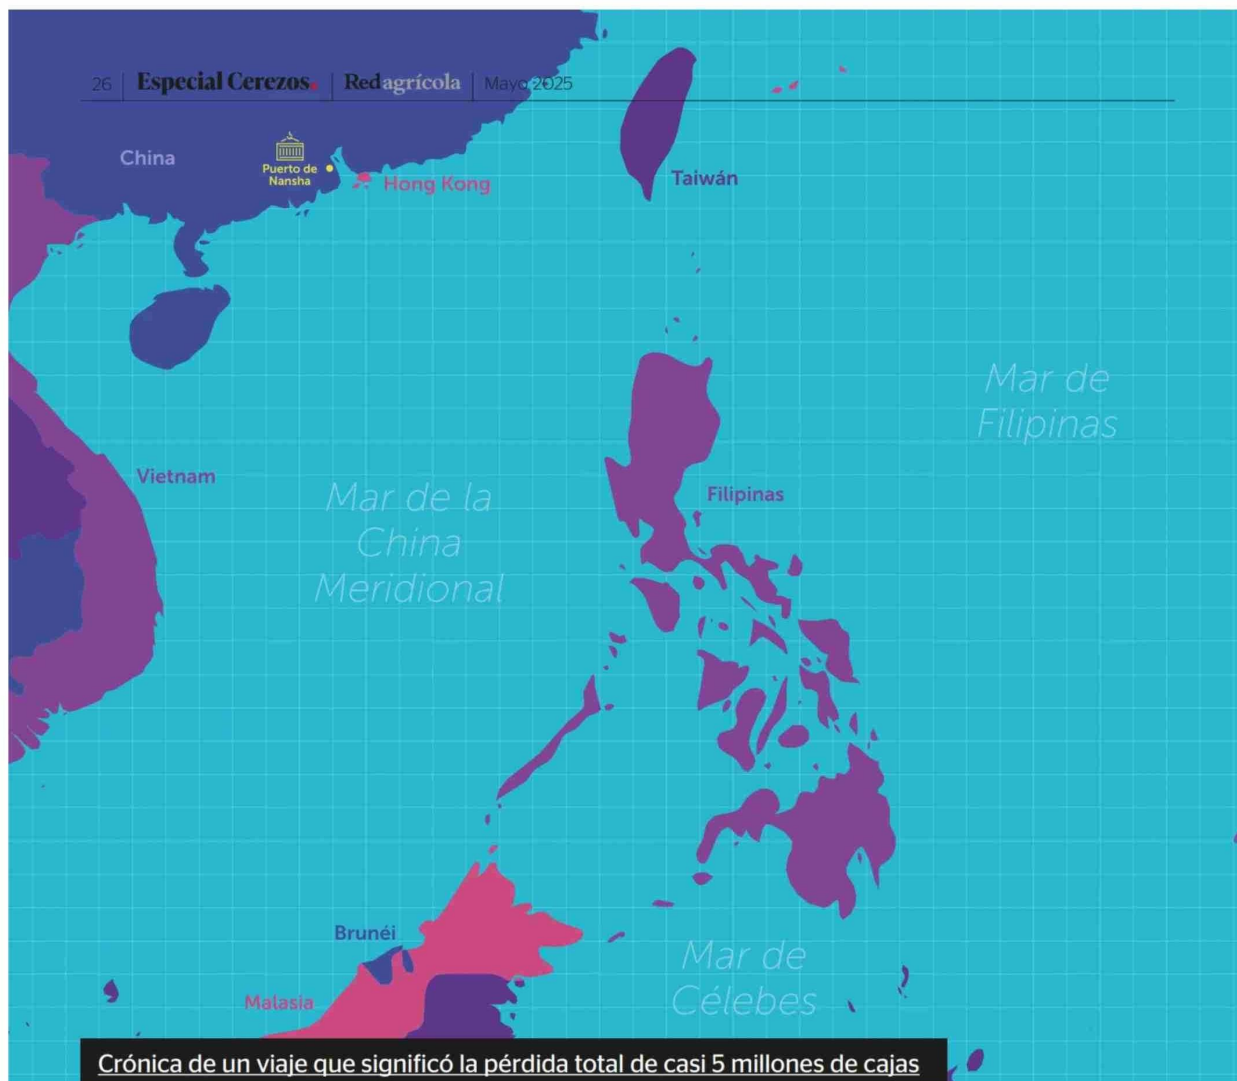 26 | Especial Cerezos. | Redagrícola | Mayo 2025
China
Puerto de
Nansha
Hong Kong
Taiwán
Mar de
Filipinas
Vietnam
Mar de la
China
Meridional
Filipinas
Brunéi
Mar de
Célebes
Malasia
Crónica de un viaje que significó la pérdida total de casi 5 millones de cajas